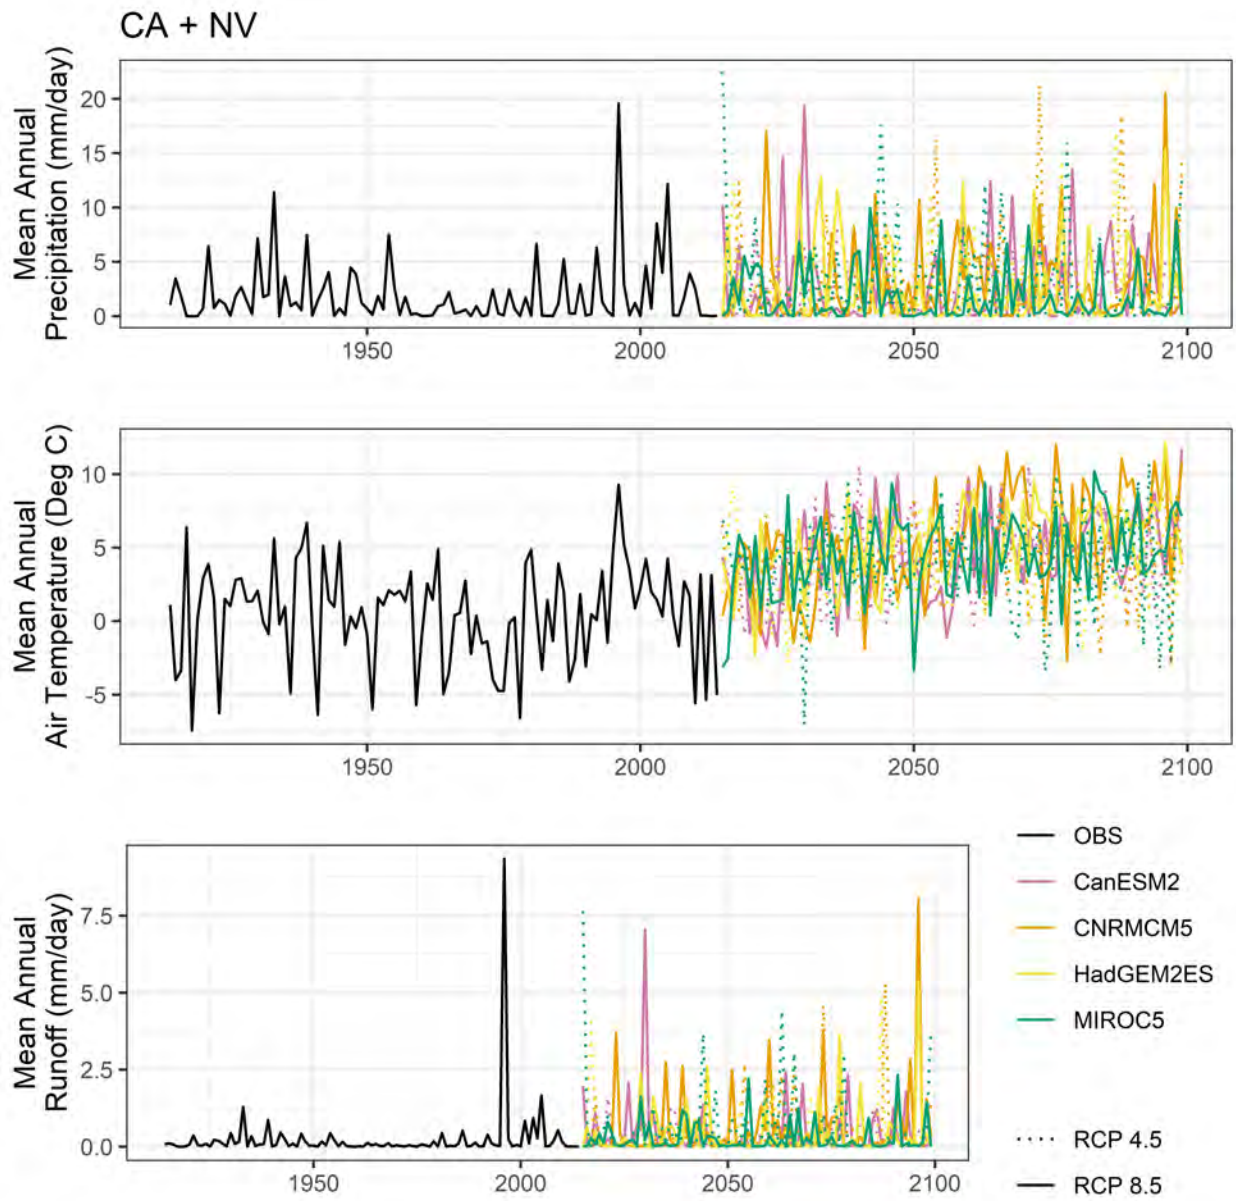 CA + NV
Mean Annual
Precipitation (mm/day)
20
15
10
5
0
1950
2000
2050
2100
Mean Annual
Air Temperature (Deg C)
10
5
0
-5
1950
2000
2050
2100
Mean Annual
Runoff (mm/day)
7.5
5.0
2.5
0.0
1950
2000
2050
2100
OBS
CanESM2
CNRMCM5
HadGEM2ES
MIROC5
RCP 4.5
RCP 8.5